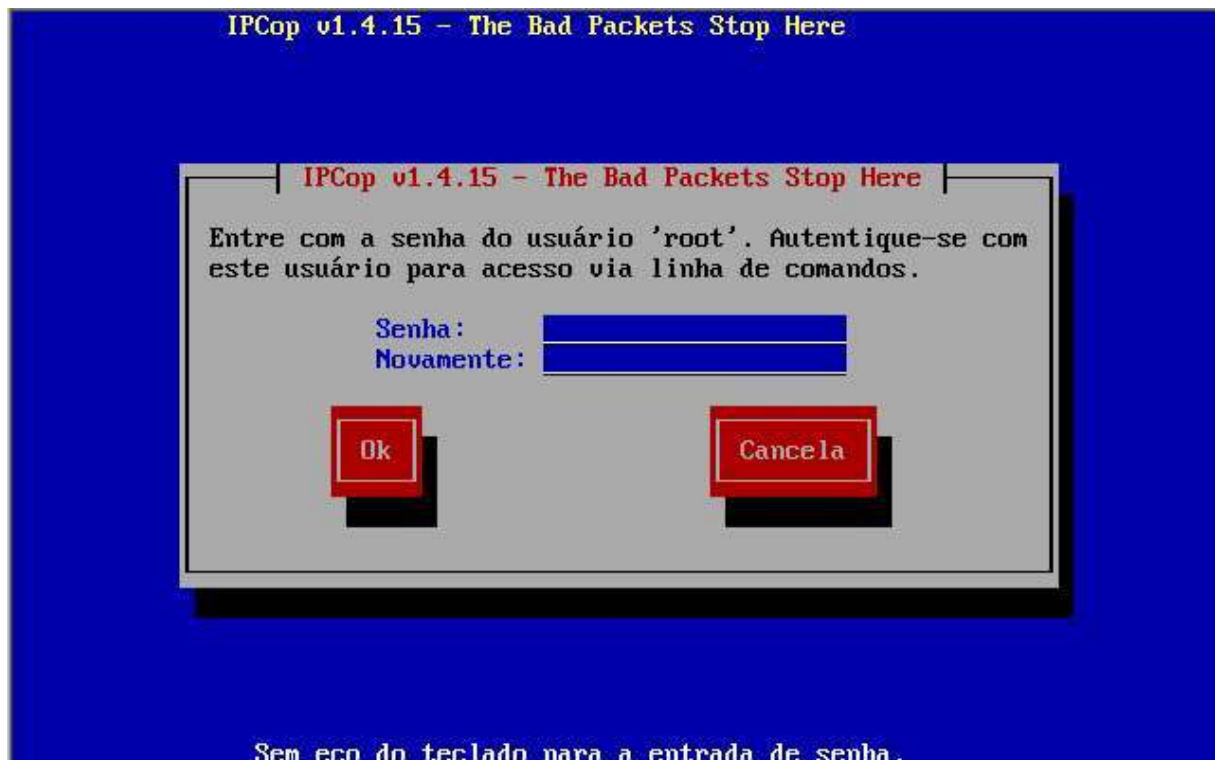 IPCop v1.4.15 - The Bad Packets Stop Here
IPCop v1.4.15 - The Bad Packets Stop Here
Entre com a senha do usuário 'root'. Autentique-se com
este usuário para acesso via linha de comandos.
Senha:
Novamente:
Ok Cancela
Sem eco do teclado para a entrada de senha.